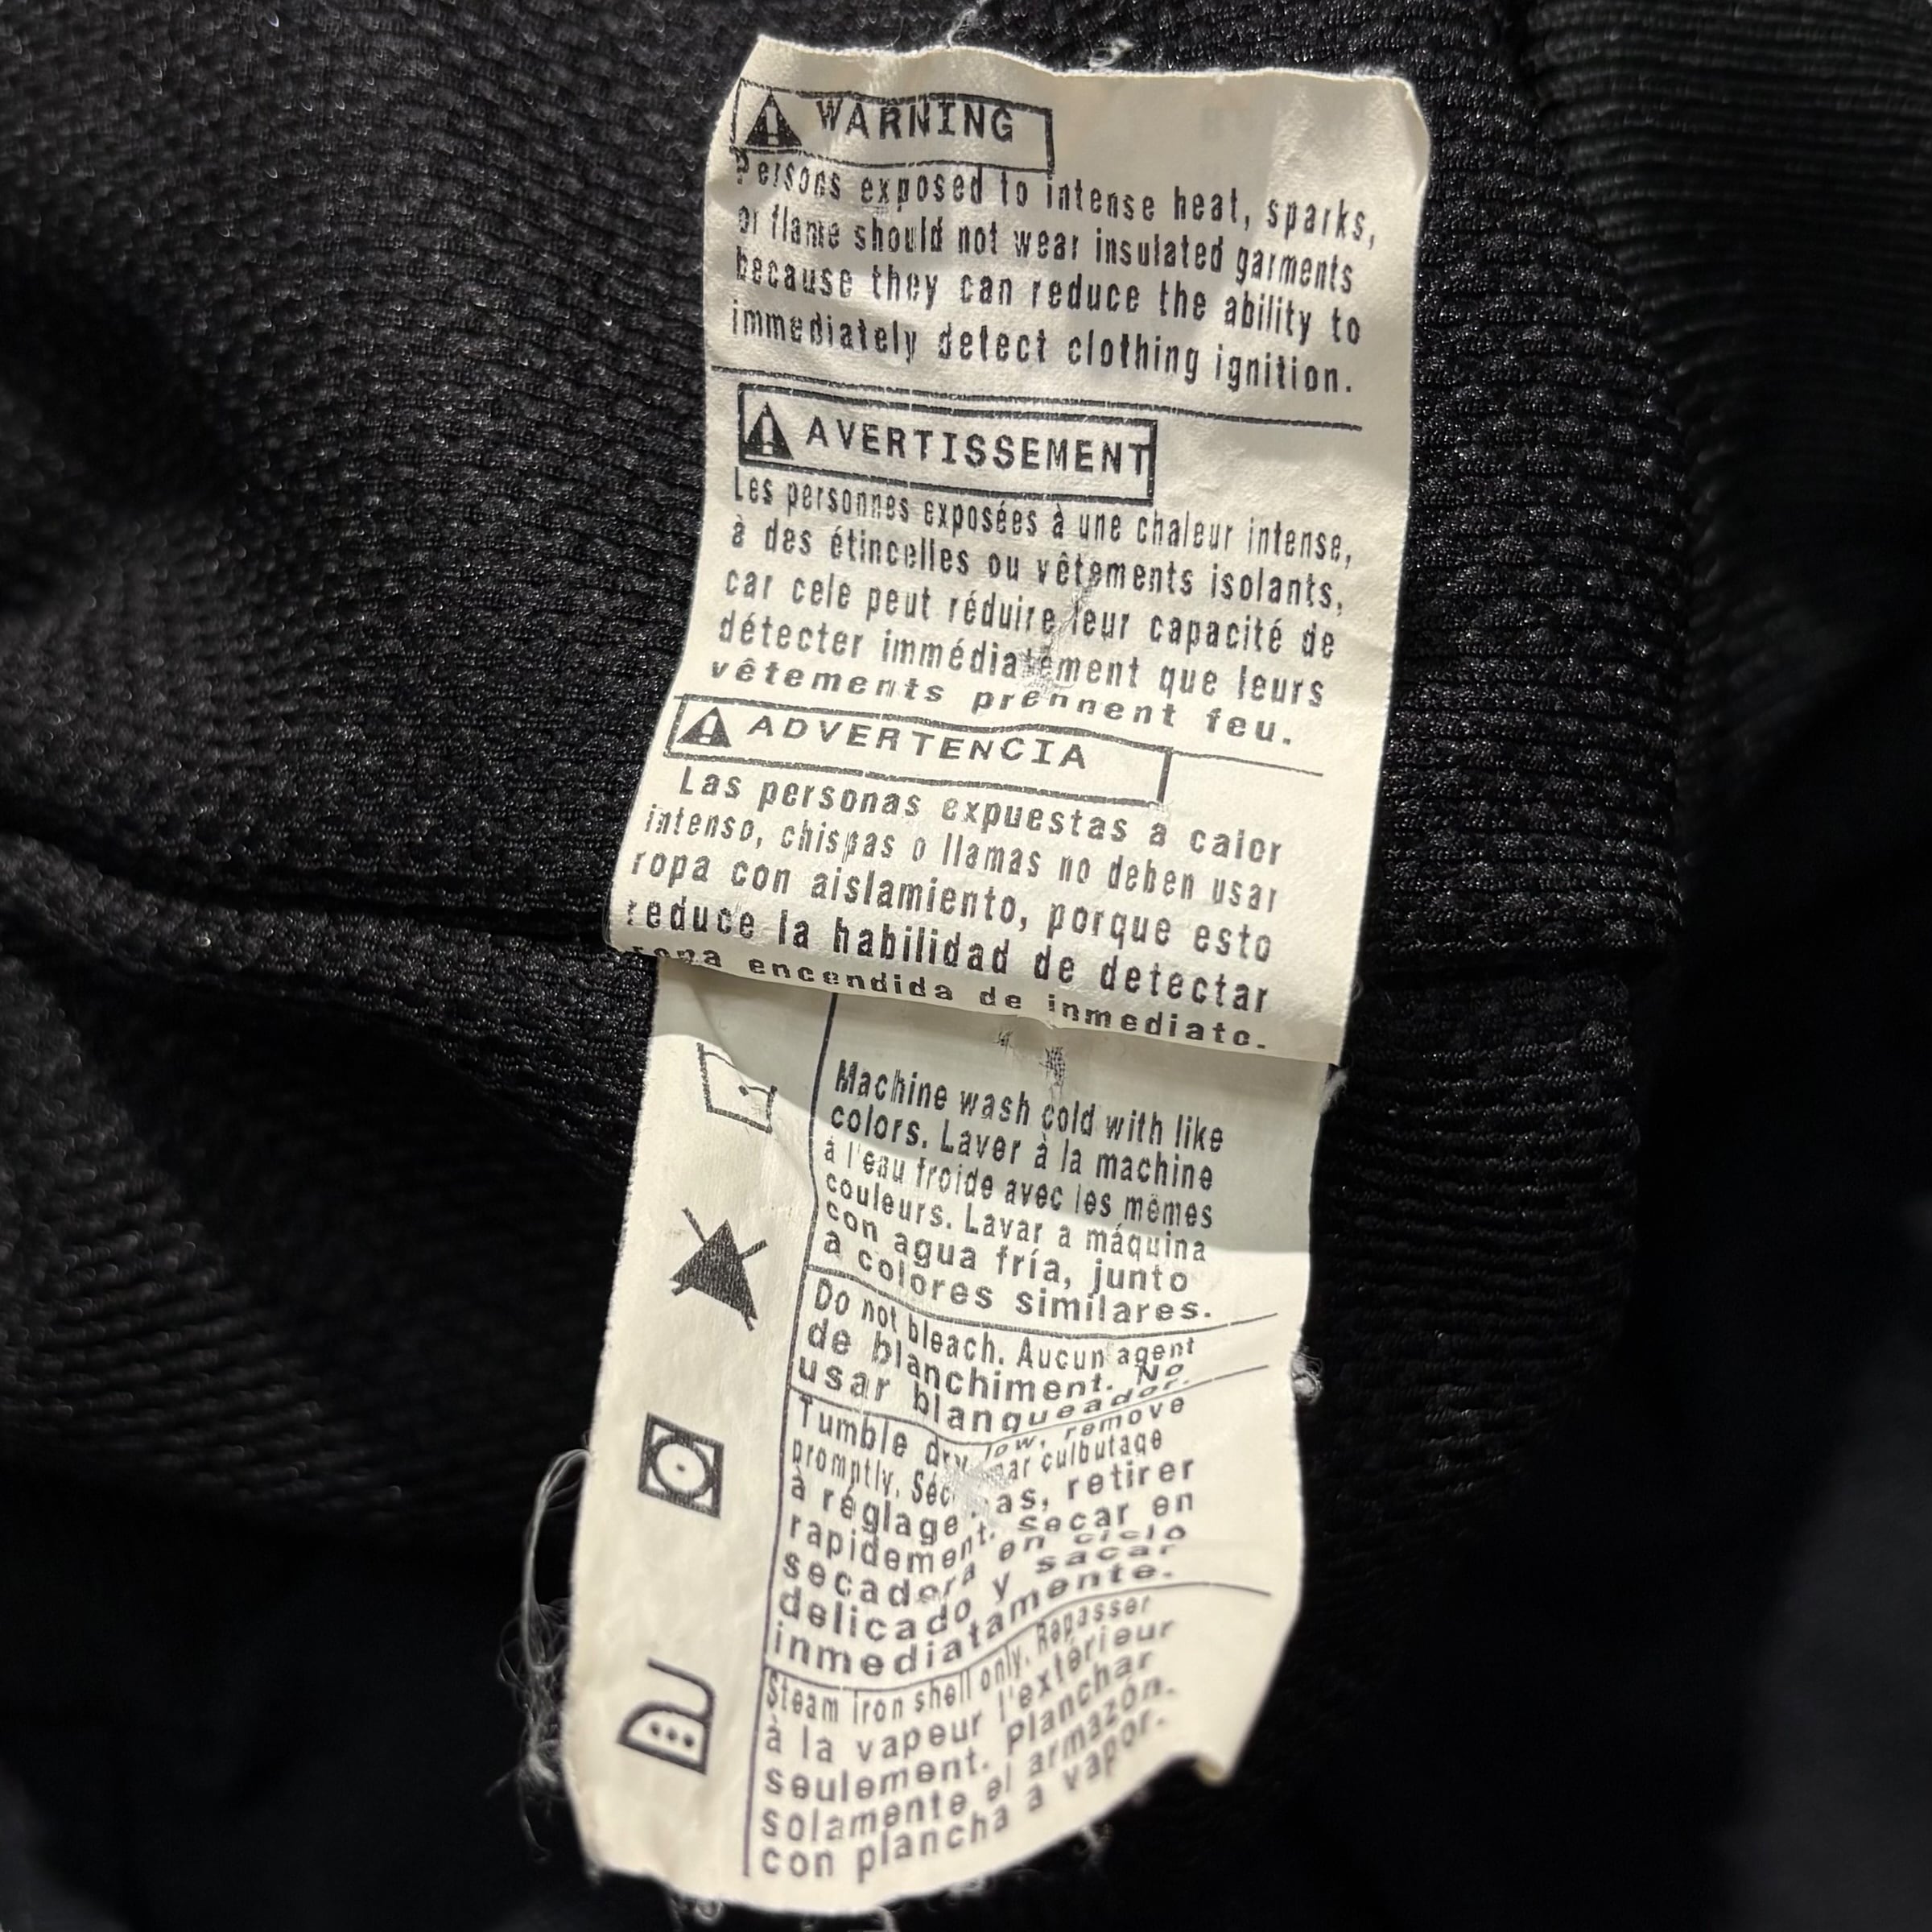 WARNING
Persons exposed to intense heat, sparks,
or flame should not wear insulated garments
because they can reduce the ability to
immediately detect clothing ignition.
AVERTISSEMENT
Les personnes exposées à une chaleur intense,
à des étincelles ou vêtements isolants,
car cele peut réduire leur capacité de
détecter immédiatement que leurs
vêtements prennent feu.
ADVERTENCIA
Las personas expuestas a calor
intenso, chispas o llamas no deben usar
ropa con aislamiento, porque esto
reduce la habilidad de detectar
encendida de inmediato.
Machine wash cold with like
colors. Laver à la machine
à l'eau froide avec les mêmes
couleurs. Lavar a máquina
con agua fría, junto
a colores similares.
Do not bleach. Aucun agent
de blanchiment. No
usar blanqueador.
Tumble dry low, remove
promptly. par culbutage
à réglage retirer
rapidement. Secar en
secadora en ciclo
delicado y sacar
inmediatamente.
Steam iron shell only. Repasser
à la vapeur l'extérieur
seulement. Planchar
solamente el armazón.
con plancha a vapor.